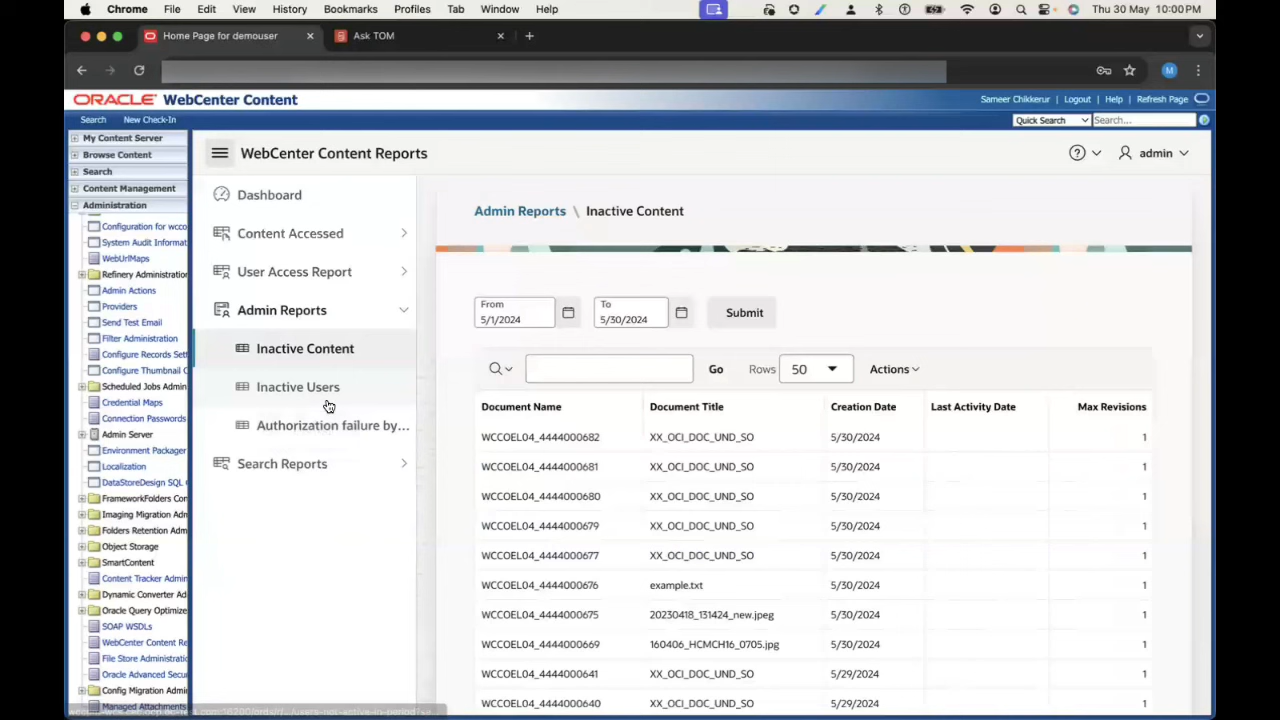 Chrome File Edit View History Bookmarks Profiles Tab Window Help Thu 30 May 10:00 PM
Home Page for demouser
Ask TOM
M
ORACLE WebCenter Content
Sameer Chikkerur Logout Help Refresh Page
Search New Check-In
Quick Search Search...
My Content Server
Browse Content
Search
Content Management
Administration
Configuration for wcco
System Audit Informat
WebUrlMaps
Refinery Administration
Admin Actions
Providers
Send Test Email
Filter Administration
Configure Records Sett
Configure Thumbnail
Scheduled Jobs Admin
Credential Maps
Connection Passwords
Admin Server
Environment Packager
Localization
DataStoreDesign SQL
FrameworkFolders Con
Imaging Migration Adm
Folders Retention Adm
Object Storage
SmartContent
Content Tracker Admin
Dynamic Converter Ad
Oracle Query Optimize
SOAP WSDLs
WebCenter Content Re
File Store Administrati
Oracle Advanced Secu
Config Migration Admi
Managed Attachments
WebCenter Content Reports
admin
Dashboard
Content Accessed
User Access Report
Admin Reports
Inactive Content
Inactive Users
Authorization failure by...
Search Reports
Admin Reports \ Inactive Content
From
5/1/2024
To
5/30/2024
Submit
Go Rows 50 Actions
Document Name Document Title Creation Date Last Activity Date Max Revisions
WCCOEL04_4444000682 XX_OCI_DOC_UND_SO 5/30/2024 1
WCCOEL04_4444000681 XX_OCI_DOC_UND_SO 5/30/2024 1
WCCOEL04_4444000680 XX_OCI_DOC_UND_SO 5/30/2024 1
WCCOEL04_4444000679 XX_OCI_DOC_UND_SO 5/30/2024 1
WCCOEL04_4444000677 XX_OCI_DOC_UND_SO 5/30/2024 1
WCCOEL04_4444000676 example.txt 5/30/2024 1
WCCOEL04_4444000675 20230418_131424_new.jpeg 5/30/2024 1
WCCOEL04_4444000669 160406_HCMCH16_0705.jpg 5/30/2024 1
WCCOEL04_4444000641 XX_OCI_DOC_UND_SO 5/29/2024 1
WCCOEL04_4444000640 XX_OCI_DOC_UND_SO 5/29/2024 1